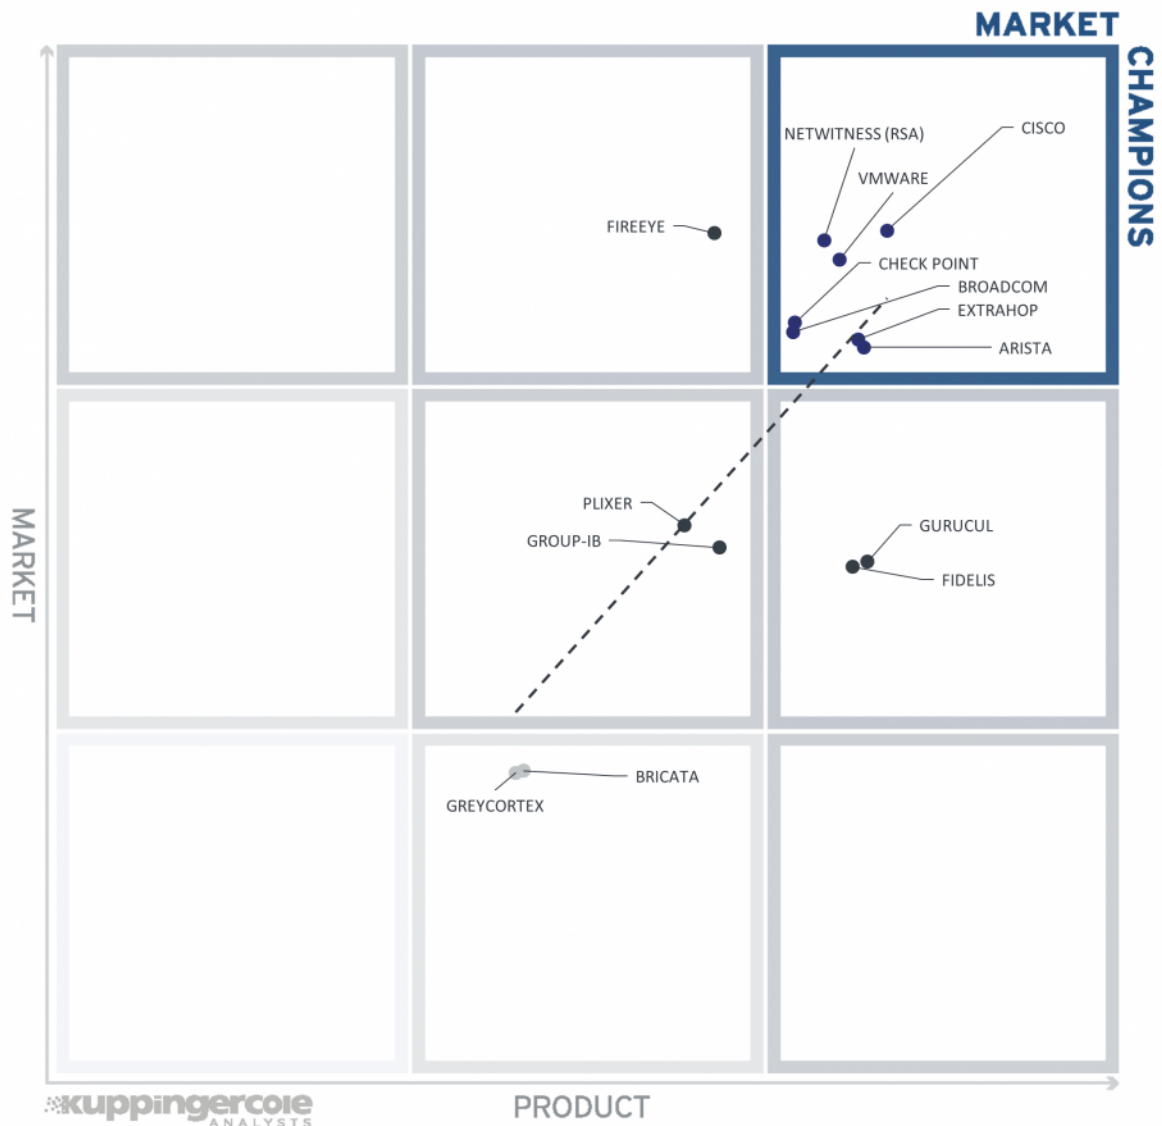 MARKET
CHAMPIONS
NETWITNESS (RSA)
CISCO
VMWARE
FIREEYE
CHECK POINT
BROADCOM
EXTRAHOP
ARISTA
PLIXER
GURUCUL
GROUP-IB
FIDELIS
MARKET
BRICATA
GREYCORTEX
kuppingercole
ANALYSTS
PRODUCT